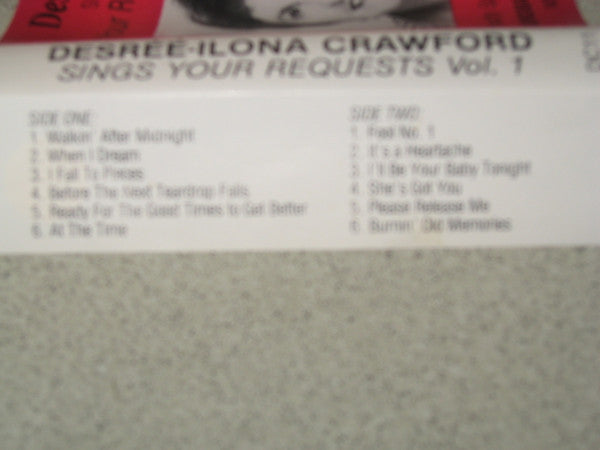 DESREÉ-ILONA CRAWFORD
SINGS YOUR REQUESTS Vol. 1
SIDE ONE:
1. Walkin' After Midnight
2. When I Dream
3. I Fall To Pieces
4. Before The Next Teardrop Falls
5. Ready For The Good Times to Get Better
6. At The Time
SIDE TWO:
1. Fool No. 1
2. It's a Heartache
3. I'll Be Your Baby Tonight
4. She's Got You
5. Please Release Me
6. Burnin' Old Memories